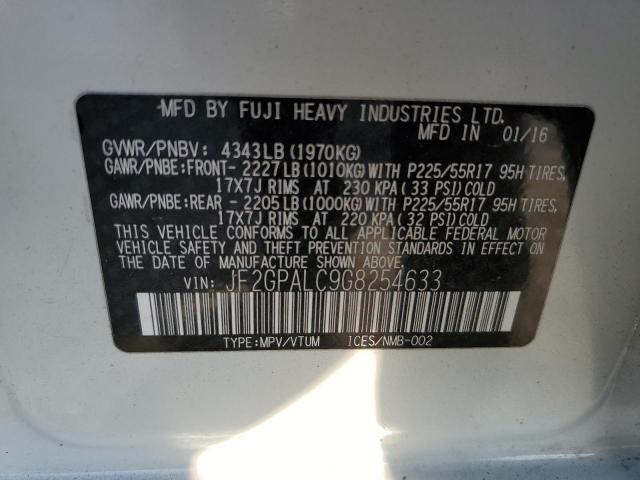 MFD BY FUJI HEAVY INDUSTRIES LTD.
MFD IN 01/16
GVWR/PNBV: 4343LB (1970KG)
GAWR/PNBE:FRONT- 2227LB(1010KG)WITH P225/55R17 95H TIRES,
17X7J RIMS AT 230 KPA (33 PSI)COLD
GAWR/PNBE:REAR - 2205LB(1000KG)WITH P225/55R17 95H TIRES,
17X7J RIMS AT 220 KPA (32 PSI)COLD
THIS VEHICLE CONFORMS TO ALL APPLICABLE FEDERAL MOTOR
VEHICLE SAFETY AND THEFT PREVENTION STANDARDS IN EFFECT ON
THE DATE OF MANUFACTURE SHOWN ABOVE.
VIN: JF2GPALC9G8254633
TYPE:MPV/VTUM ICES/NMB-002